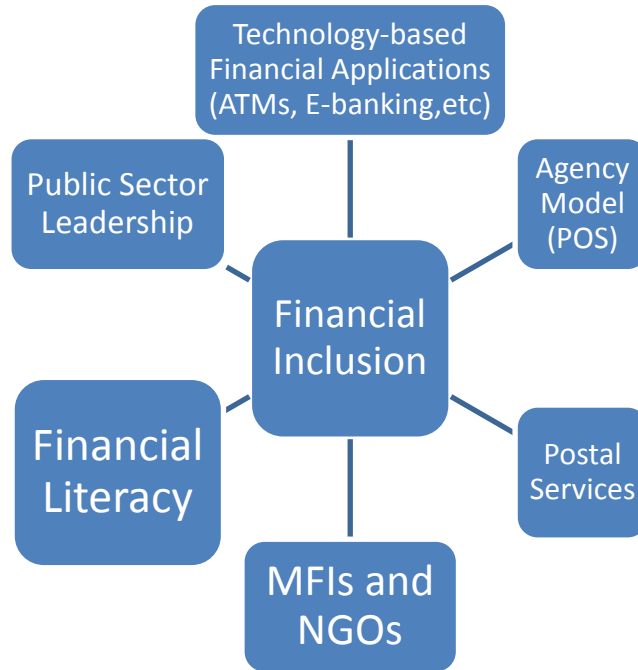 Technology-based
Financial Applications
(ATMs, E-banking,etc)
Public Sector
Leadership
Agency
Model
(POS)
Financial
Inclusion
Financial
Literacy
Postal
Services
MFIs and
NGOs